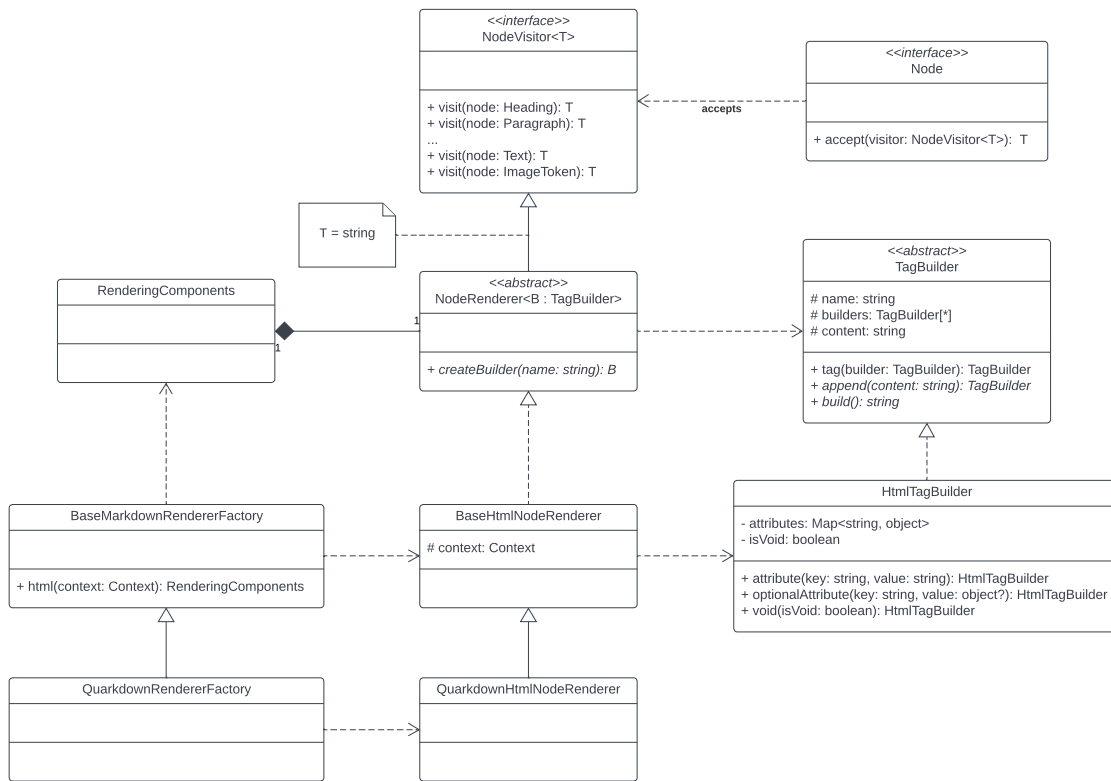 <<interface>>
NodeVisitor<T>
+ visit(node: Heading): T
+ visit(node: Paragraph): T
...
+ visit(node: Text): T
+ visit(node: ImageToken): T
<<interface>>
Node
+ accept(visitor: NodeVisitor<T>): T
accepts
T = string
RenderingComponents
1
1
<<abstract>>
NodeRenderer<B : TagBuilder>
+ createBuilder(name: string): B
<<abstract>>
TagBuilder
# name: string
# builders: TagBuilder[*]
# content: string
+ tag(builder: TagBuilder): TagBuilder
+ append(content: string): TagBuilder
+ build(): string
BaseMarkdownRendererFactory
+ html(context: Context): RenderingComponents
BaseHtmlNodeRenderer
# context: Context
HtmlTagBuilder
- attributes: Map<string, object>
- isVoid: boolean
+ attribute(key: string, value: string): HtmlTagBuilder
+ optionalAttribute(key: string, value: object?): HtmlTagBuilder
+ void(isVoid: boolean): HtmlTagBuilder
QuarkdownRendererFactory
QuarkdownHtmlNodeRenderer